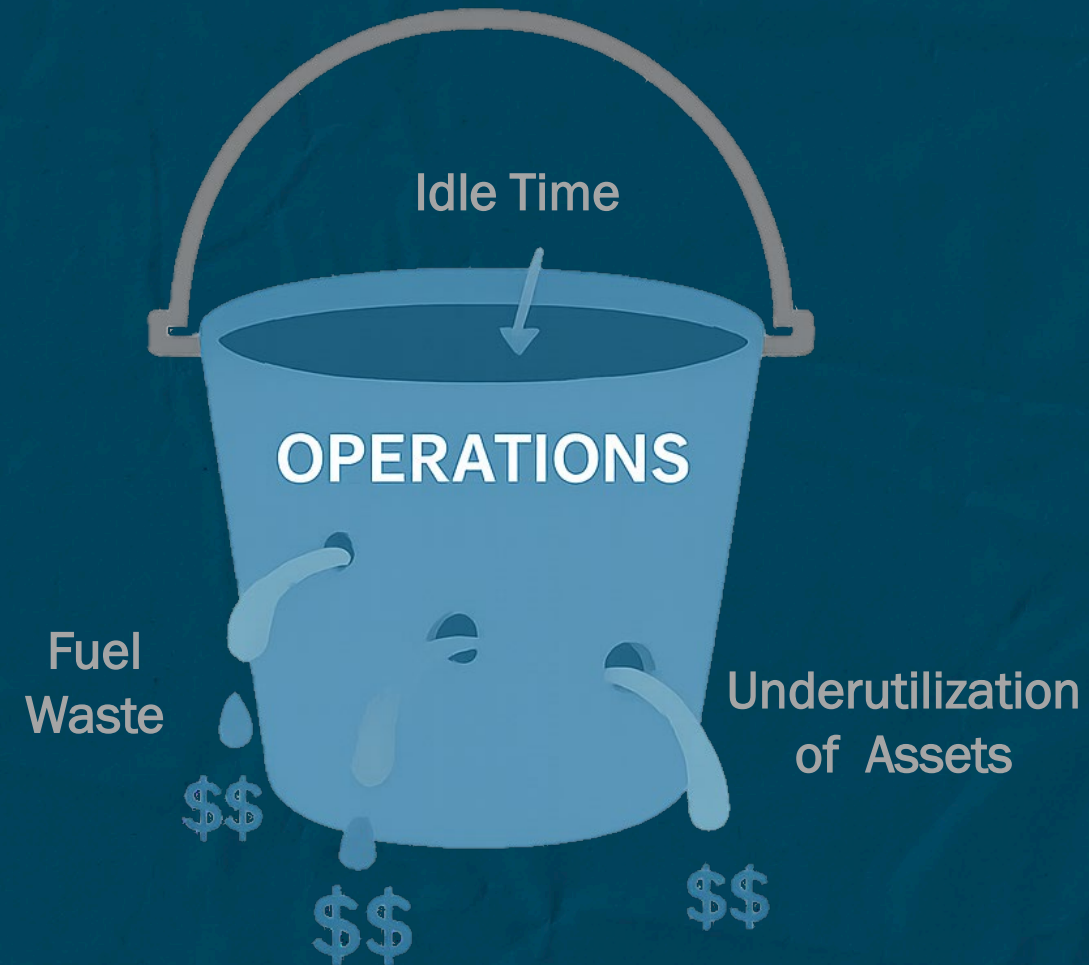 Idle Time
OPERATIONS
Fuel
Waste
$$
$$
Underutilization
of Assets
$$